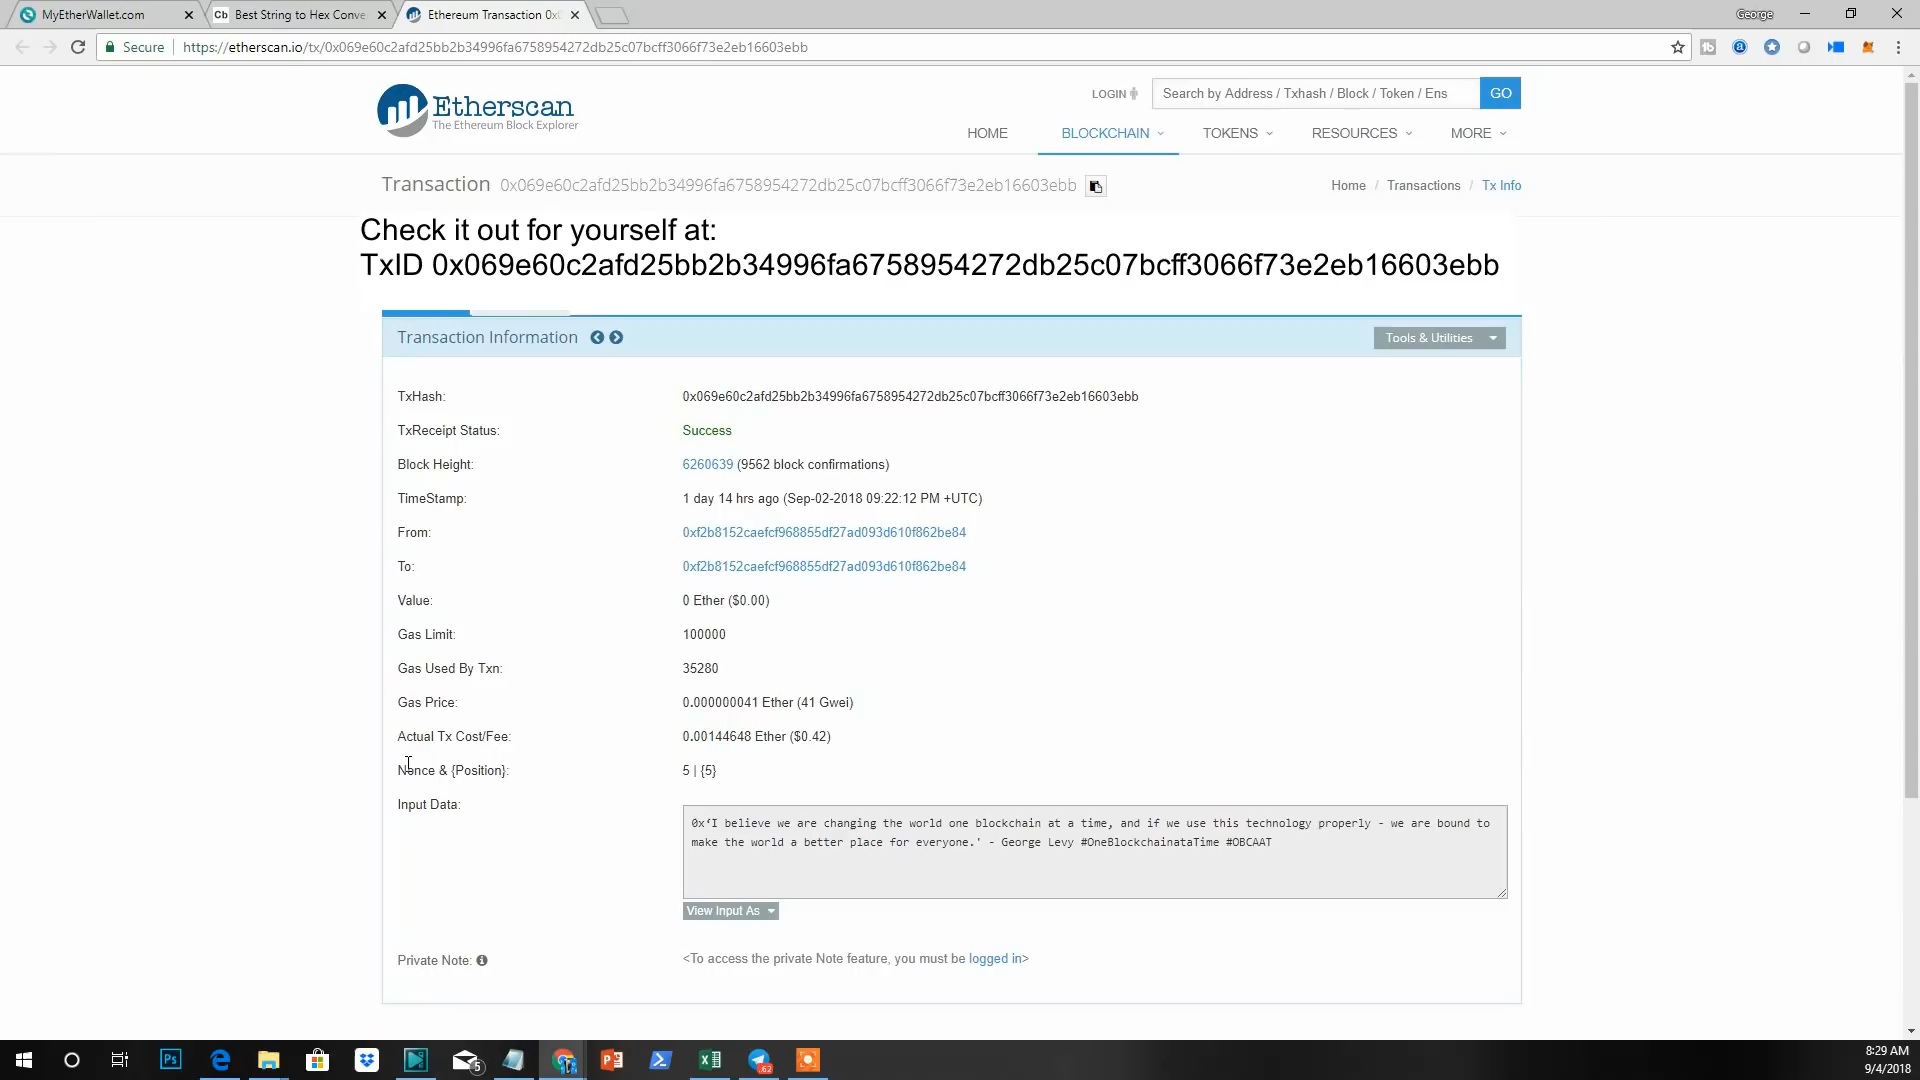 MyEtherWallet.com
Best String to Hex Conve
Ethereum Transaction 0x
George
Secure
https://etherscan.io/tx/0x069e60c2afd25bb2b34996fa6758954272db25c07bcff3066f73e2eb16603ebb
Etherscan
The Ethereum Block Explorer
LOGIN
Search by Address / Txhash / Block / Token / Ens
GO
HOME
BLOCKCHAIN
TOKENS
RESOURCES
MORE
Transaction 0x069e60c2afd25bb2b34996fa6758954272db25c07bcff3066f73e2eb16603ebb
Home / Transactions / Tx Info
Check it out for yourself at:
TxID 0x069e60c2afd25bb2b34996fa6758954272db25c07bcff3066f73e2eb16603ebb
Transaction Information
Tools & Utilities
TxHash: 0x069e60c2afd25bb2b34996fa6758954272db25c07bcff3066f73e2eb16603ebb
TxReceipt Status: Success
Block Height: 6260639 (9562 block confirmations)
TimeStamp: 1 day 14 hrs ago (Sep-02-2018 09:22:12 PM +UTC)
From: 0xf2b8152caefcf968855df27ad093d610f862be84
To: 0xf2b8152caefcf968855df27ad093d610f862be84
Value: 0 Ether ($0.00)
Gas Limit: 100000
Gas Used By Txn: 35280
Gas Price: 0.000000041 Ether (41 Gwei)
Actual Tx Cost/Fee: 0.00144648 Ether ($0.42)
Nonce & {Position}: 5 | {5}
Input Data:
0x‘I believe we are changing the world one blockchain at a time, and if we use this technology properly - we are bound to
make the world a better place for everyone.' - George Levy #OneBlockchainataTime #OBCAAT
View Input As
Private Note: <To access the private Note feature, you must be logged in>
8:29 AM
9/4/2018